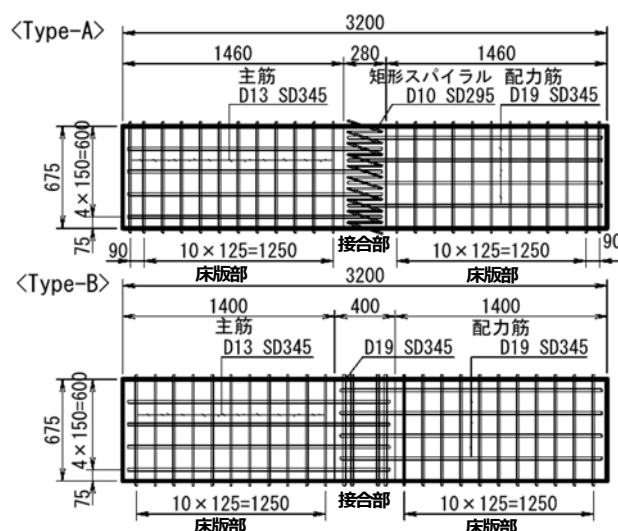 <Type-A>
3200
1460 280 1460
主筋 矩形スパイラル 配力筋
D13 SD345 D10 SD295 D19 SD345
675
4×150=600
75
90 10×125=1250 接合部 10×125=1250 90
床版部 床版部
<Type-B>
3200
1400 400 1400
主筋 配力筋
D13 SD345 D19 SD345 D19 SD345
675
4×150=600
75
10×125=1250 接合部 10×125=1250
床版部 床版部